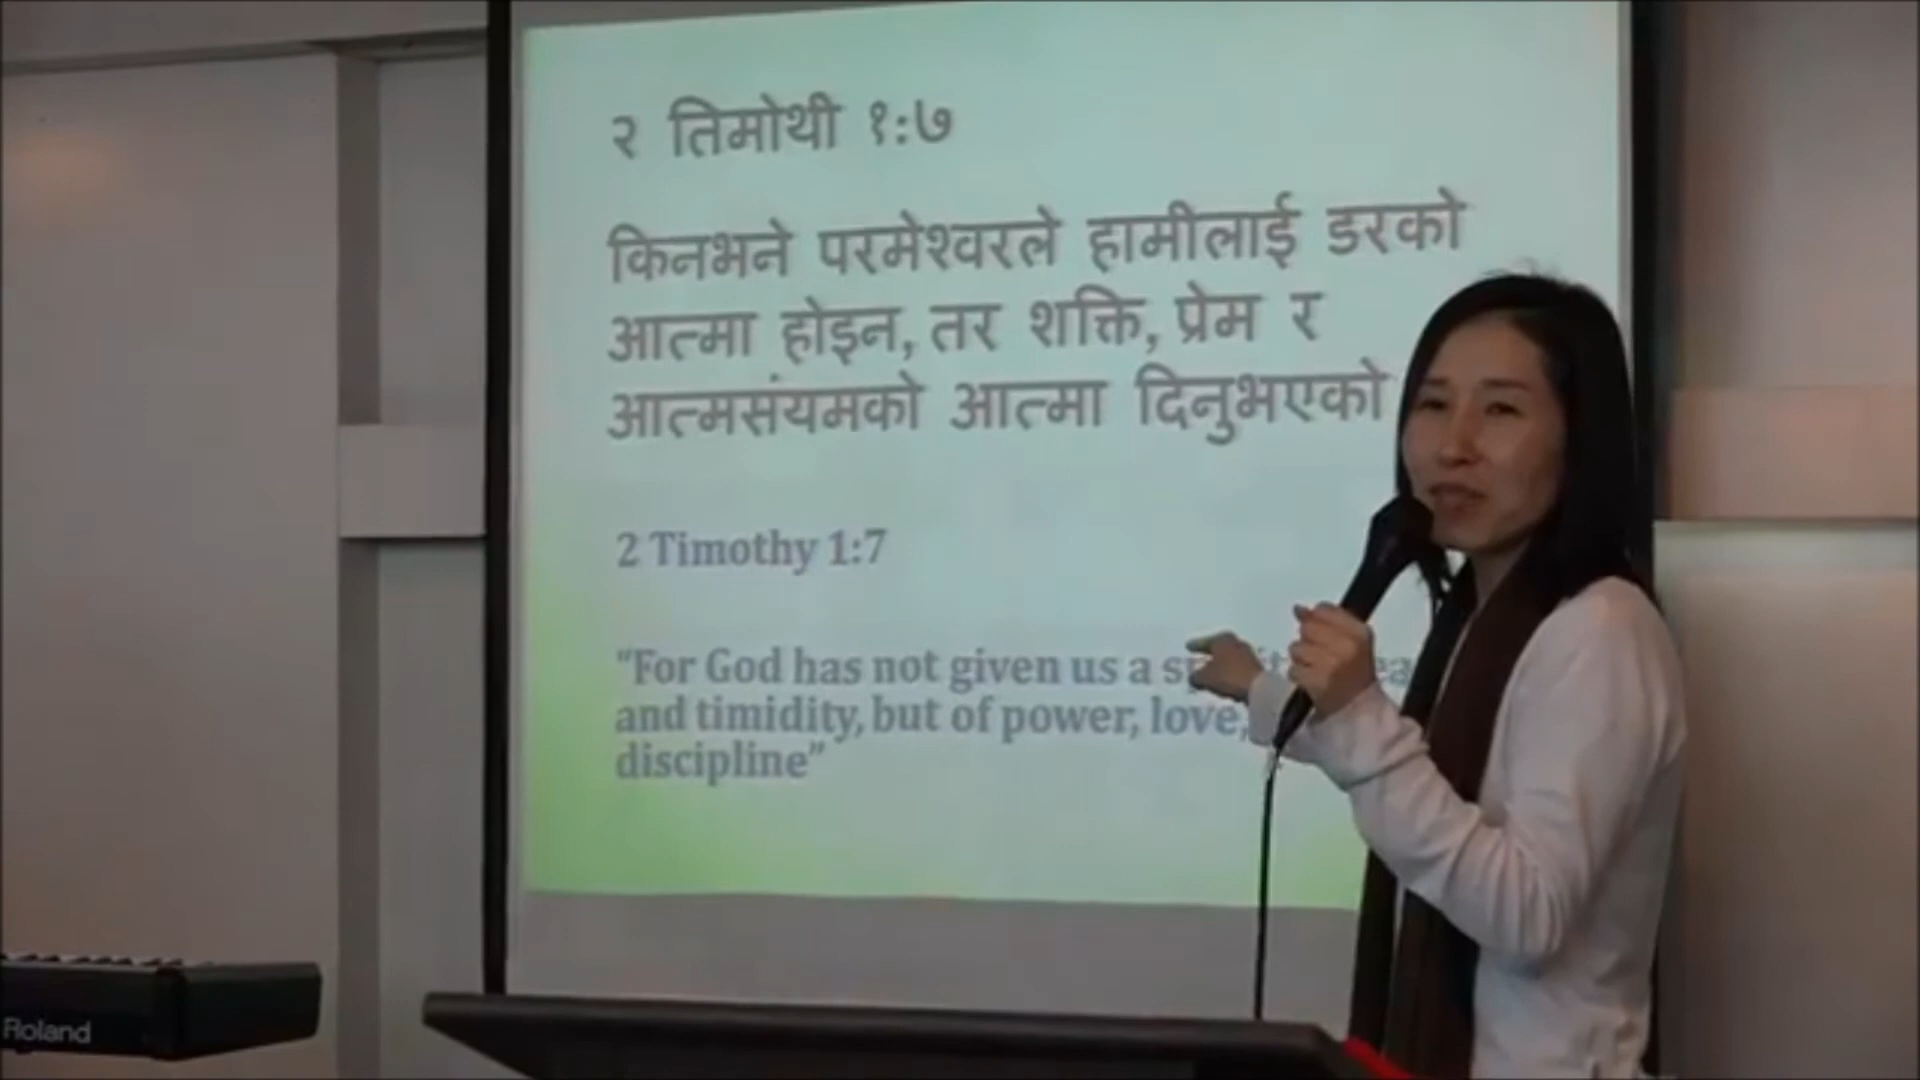 २ तिमोथी १:७
किनभने परमेश्वरले हामीलाई डरको
आत्मा होइन, तर शक्ति, प्रेम र
आत्मसंयमको आत्मा दिनुभएको
2 Timothy 1:7
"For God has not given us a
and timidity, but of power, love,
discipline"
Roland